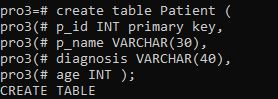 pro3=# create table Patient (
pro3(# p_id INT primary key,
pro3(# p_name VARCHAR(30),
pro3(# diagnosis VARCHAR(40),
pro3(# age INT );
CREATE TABLE